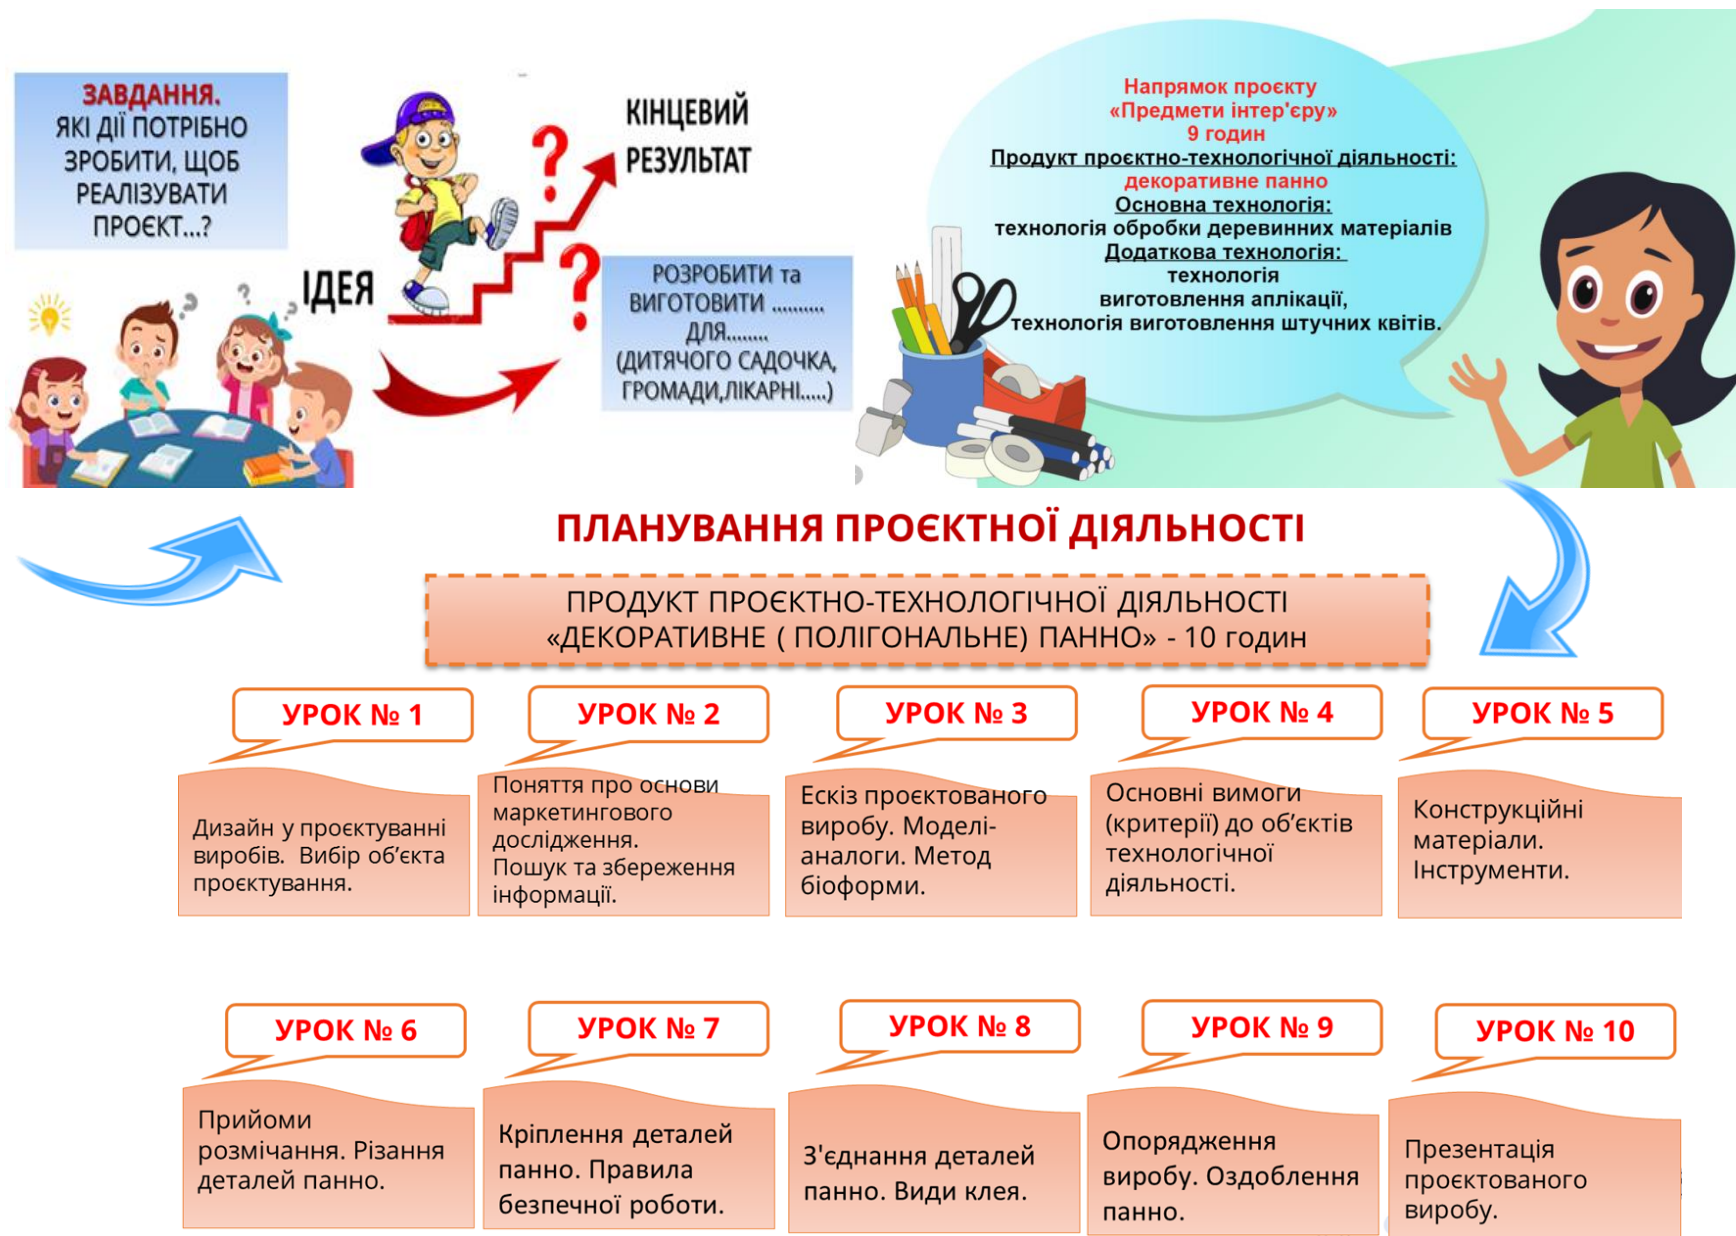 ЗАВДАННЯ.
ЯКІ ДІЇ ПОТРІБНО
ЗРОБИТИ, ЩОБ
РЕАЛІЗУВАТИ
ПРОЄКТ...?
ІДЕЯ
КІНЦЕВИЙ
РЕЗУЛЬТАТ
РОЗРОБИТИ та
ВИГОТОВИТИ ..........
ДЛЯ........
(ДИТЯЧОГО САДОЧКА,
ГРОМАДИ,ЛІКАРНІ.....)
Напрямок проєкту
«Предмети інтер'єру»
9 годин
Продукт проєктно-технологічної діяльності:
декоративне панно
Основна технологія:
технологія обробки деревинних матеріалів
Додаткова технологія:
технологія
виготовлення аплікації,
технологія виготовлення штучних квітів.
ПЛАНУВАННЯ ПРОЄКТНОЇ ДІЯЛЬНОСТІ
ПРОДУКТ ПРОЄКТНО-ТЕХНОЛОГІЧНОЇ ДІЯЛЬНОСТІ
«ДЕКОРАТИВНЕ ( ПОЛІГОНАЛЬНЕ) ПАННО» - 10 годин
УРОК № 1
Дизайн у проєктуванні
виробів.  Вибір об’єкта
проєктування.
УРОК № 2
Поняття про основи
маркетингового
дослідження.
Пошук та збереження
інформації.
УРОК № 3
Ескіз проєктованого
виробу. Моделі-
аналоги. Метод
біоформи.
УРОК № 4
Основні вимоги
(критерії) до об’єктів
технологічної
діяльності.
УРОК № 5
Конструкційні
матеріали.
Інструменти.
УРОК № 6
Прийоми
розмічання. Різання
деталей панно.
УРОК № 7
Кріплення деталей
панно. Правила
безпечної роботи.
УРОК № 8
З'єднання деталей
панно. Види клея.
УРОК № 9
Опорядження
виробу. Оздоблення
панно.
УРОК № 10
Презентація
проєктованого
виробу.